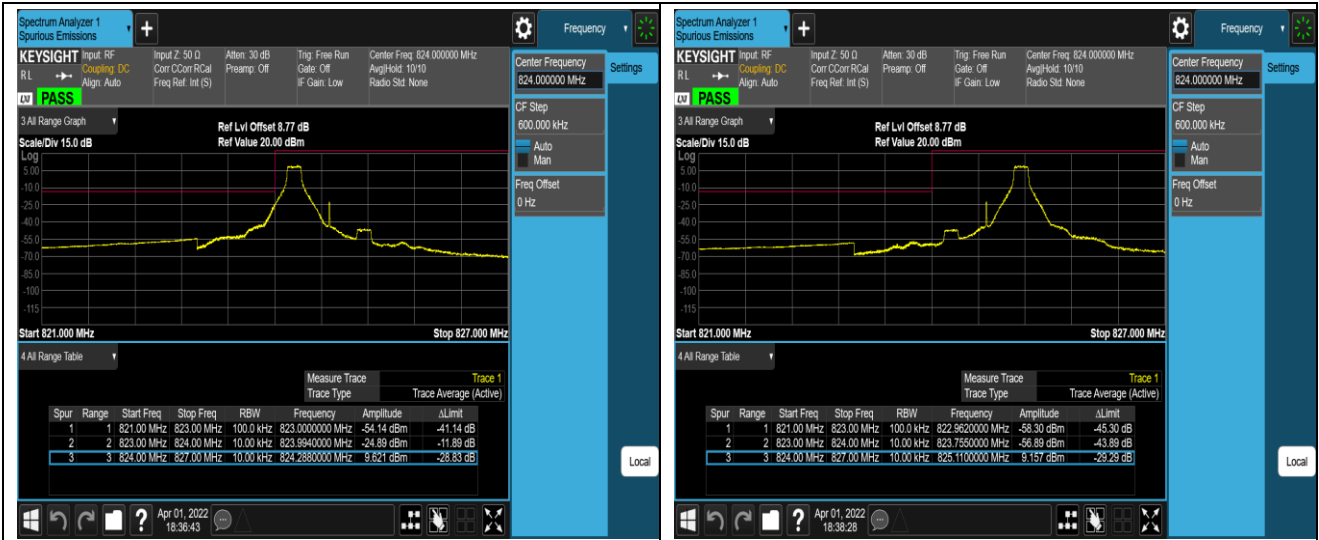 Spectrum Analyzer 1
Spurious Emissions
+
Frequency
KEYSIGHT Input: RF Input Z: 50 Ω Atten: 30 dB Trig: Free Run Center Freq: 824.000000 MHz
R L Coupling: DC Corr CCorr RCal Preamp: Off Gate: Off Avg|Hold: 10/10
Align: Auto Freq Ref: Int (S) IF Gain: Low Radio Std: None
LXI PASS
Center Frequency
824.000000 MHz
Settings
CF Step
600.000 kHz
Auto
Man
Freq Offset
0 Hz
3 All Range Graph
Ref Lvl Offset 8.77 dB
Scale/Div 15.0 dB Ref Value 20.00 dBm
Log
5.00
-10.0
-25.0
-40.0
-55.0
-70.0
-85.0
-100
-115
Start 821.000 MHz Stop 827.000 MHz
4 All Range Table
Measure Trace Trace 1
Trace Type Trace Average (Active)
Spur Range Start Freq Stop Freq RBW Frequency Amplitude ΔLimit
1 1 821.00 MHz 823.00 MHz 100.0 kHz 823.0000000 MHz -54.14 dBm -41.14 dB
2 2 823.00 MHz 824.00 MHz 10.00 kHz 823.9940000 MHz -24.89 dBm -11.89 dB
3 3 824.00 MHz 827.00 MHz 10.00 kHz 824.2880000 MHz 9.621 dBm -28.83 dB
Local
?
Apr 01, 2022
18:36:43
Spectrum Analyzer 1
Spurious Emissions
+
Frequency
KEYSIGHT Input: RF Input Z: 50 Ω Atten: 30 dB Trig: Free Run Center Freq: 824.000000 MHz
R L Coupling: DC Corr CCorr RCal Preamp: Off Gate: Off Avg|Hold: 10/10
Align: Auto Freq Ref: Int (S) IF Gain: Low Radio Std: None
LXI PASS
Center Frequency
824.000000 MHz
Settings
CF Step
600.000 kHz
Auto
Man
Freq Offset
0 Hz
3 All Range Graph
Ref Lvl Offset 8.77 dB
Scale/Div 15.0 dB Ref Value 20.00 dBm
Log
5.00
-10.0
-25.0
-40.0
-55.0
-70.0
-85.0
-100
-115
Start 821.000 MHz Stop 827.000 MHz
4 All Range Table
Measure Trace Trace 1
Trace Type Trace Average (Active)
Spur Range Start Freq Stop Freq RBW Frequency Amplitude ΔLimit
1 1 821.00 MHz 823.00 MHz 100.0 kHz 822.9620000 MHz -58.30 dBm -45.30 dB
2 2 823.00 MHz 824.00 MHz 10.00 kHz 823.7550000 MHz -56.89 dBm -43.89 dB
3 3 824.00 MHz 827.00 MHz 10.00 kHz 825.1100000 MHz 9.157 dBm -29.29 dB
Local
?
Apr 01, 2022
18:38:28